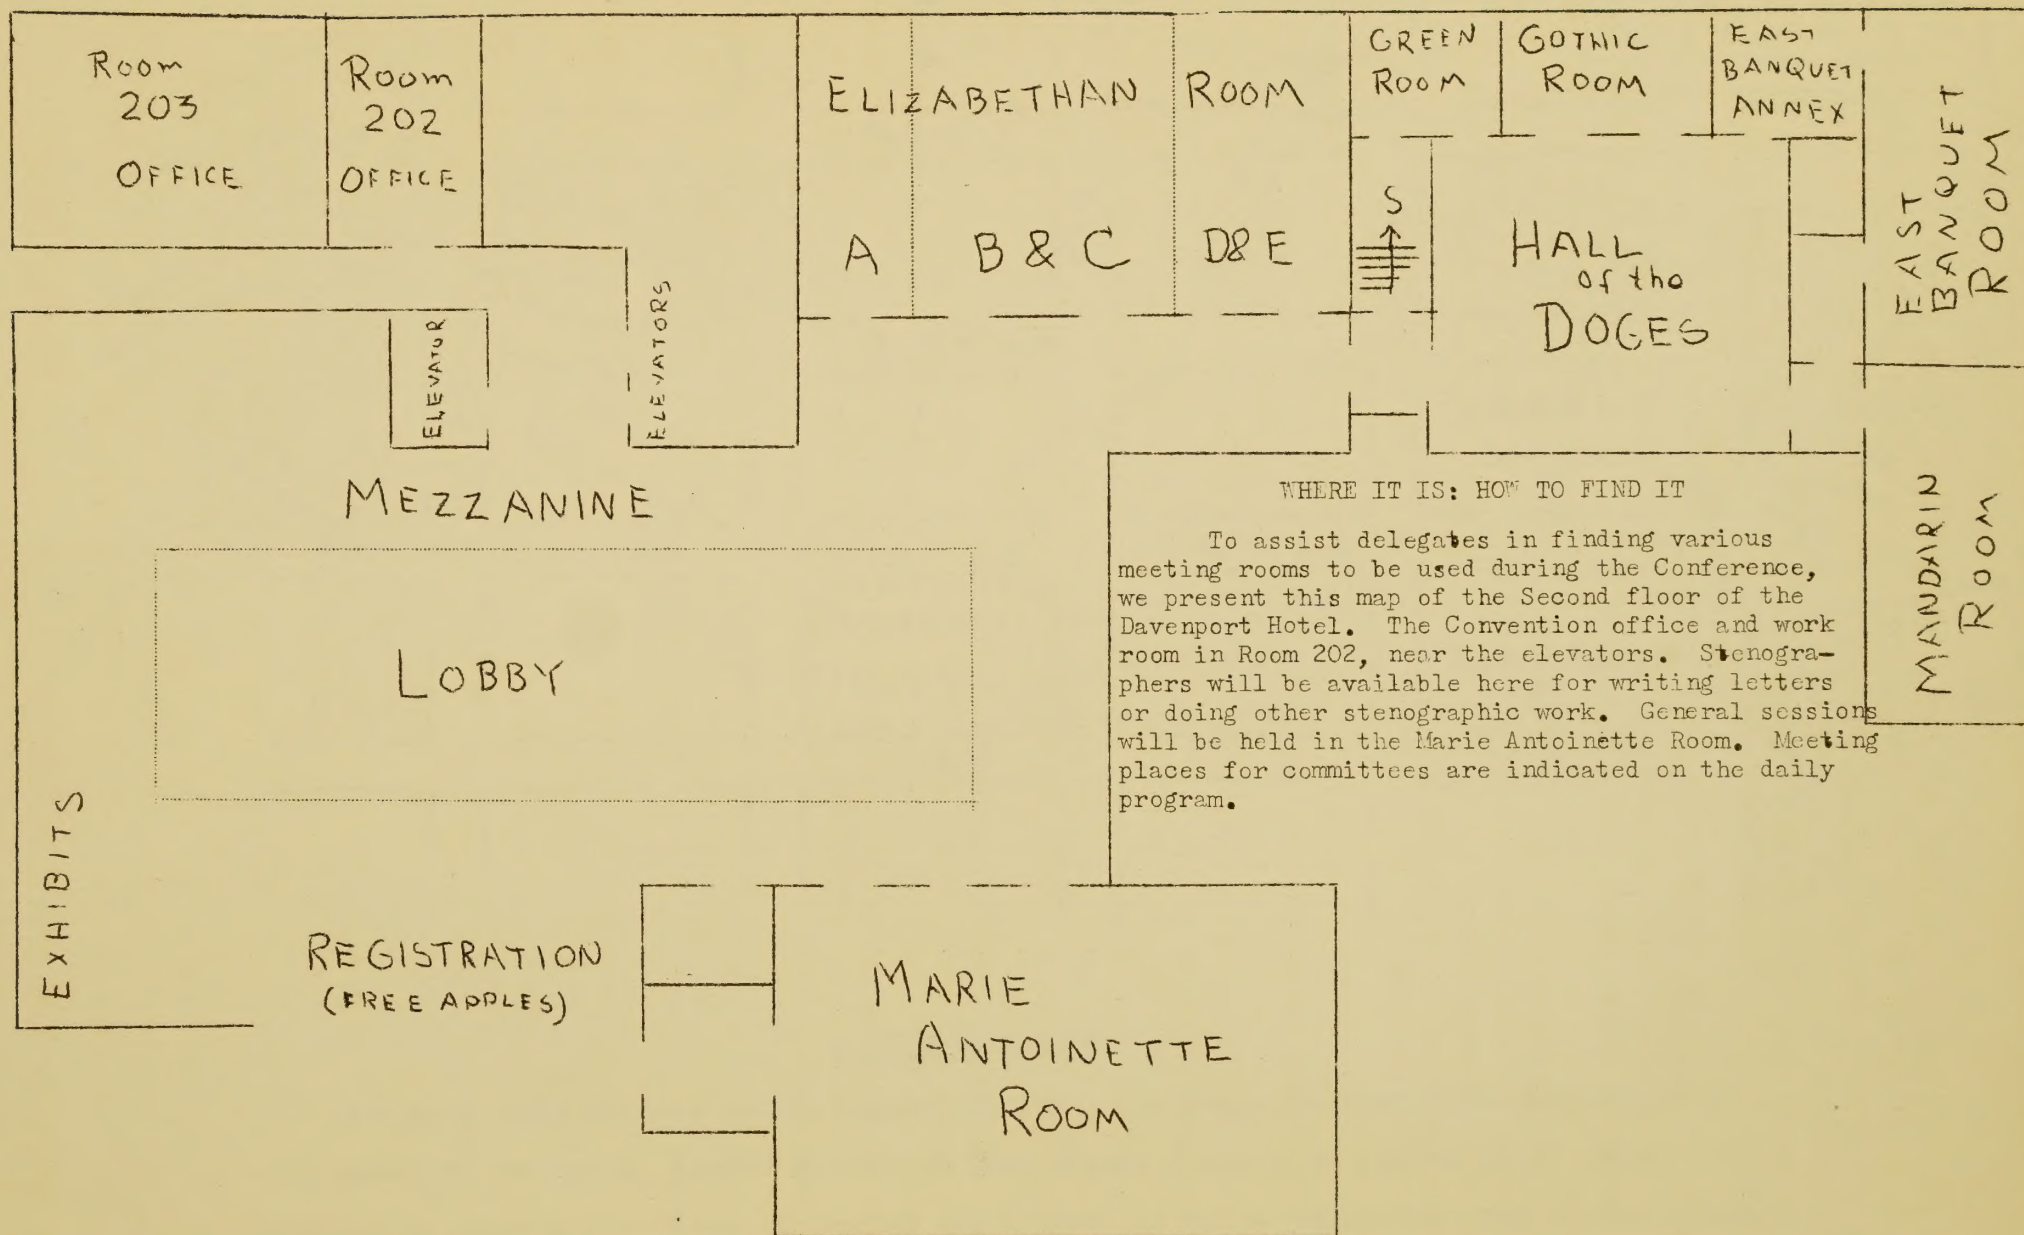 Room
203
OFFICE
Room
202
OFFICE
ELIZABETHAN ROOM
A
B & C
D&E
GREEN
ROOM
GOTHIC
ROOM
EAST
BANQUET
ANNEX
EAST
BANQUET
ROOM
S
HALL
of the
DOGES
ELEVATOR
ELEVATORS
MEZZANINE
LOBBY
WHERE IT IS: HOW TO FIND IT
To assist delegates in finding various
meeting rooms to be used during the Conference,
we present this map of the Second floor of the
Davenport Hotel. The Convention office and work
room in Room 202, near the elevators. Stenogra-
phers will be available here for writing letters
or doing other stenographic work. General sessions
will be held in the Marie Antoinette Room. Meeting
places for committees are indicated on the daily
program.
MANDARIN
ROOM
EXHIBITS
REGISTRATION
(FREE APPLES)
MARIE
ANTOINETTE
ROOM